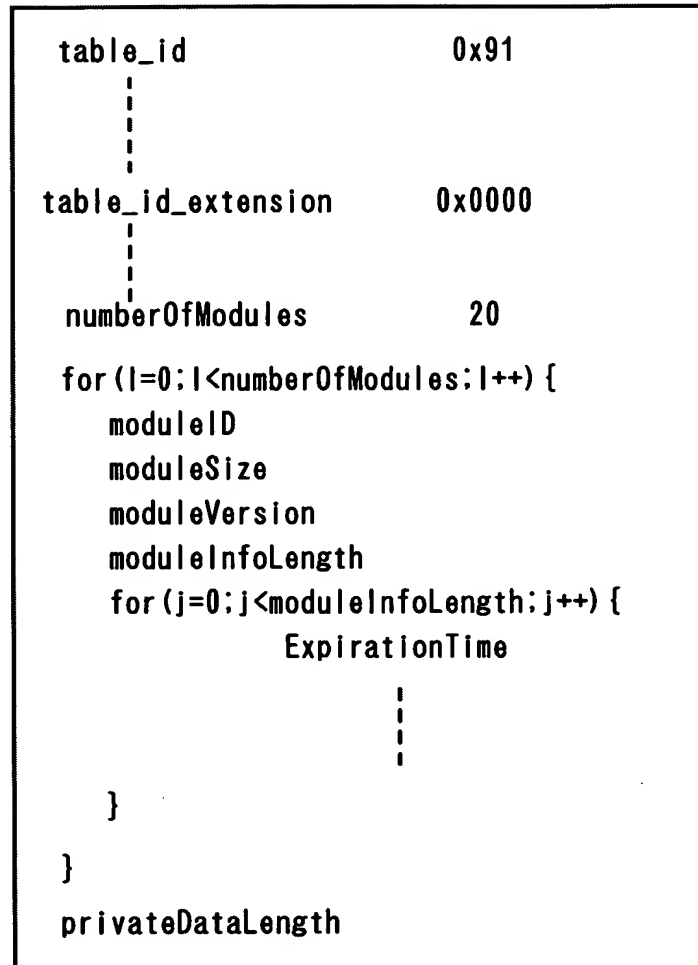 table_id 0x91
table_id_extension 0x0000
numberOfModules 20
for(I=0;I<numberOfModules;I++) {
moduleID
moduleSize
moduleVersion
moduleInfoLength
for(j=0;j<moduleInfoLength;j++) {
ExpirationTime
}
}
privateDataLength